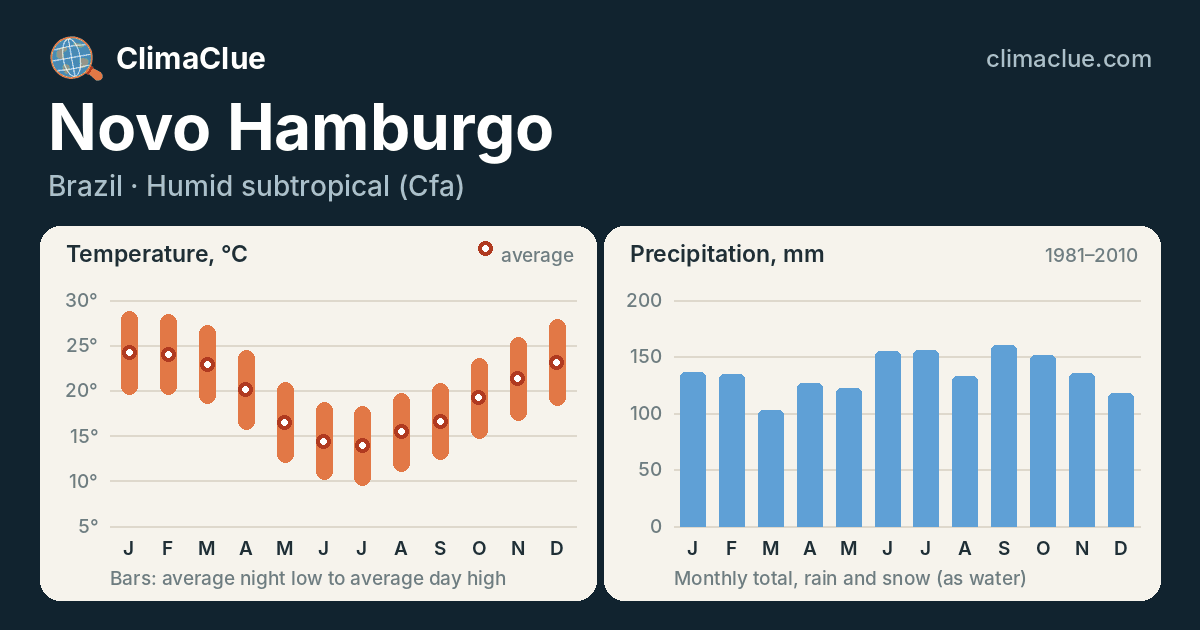 ClimaClue
climaclue.com
Novo Hamburgo
Brazil · Humid subtropical (Cfa)
Temperature, °C
average
30°
25°
20°
15°
10°
5°
J F M A M J J A S O N D
Bars: average night low to average day high
Precipitation, mm
1981–2010
200
150
100
50
0
J F M A M J J A S O N D
Monthly total, rain and snow (as water)